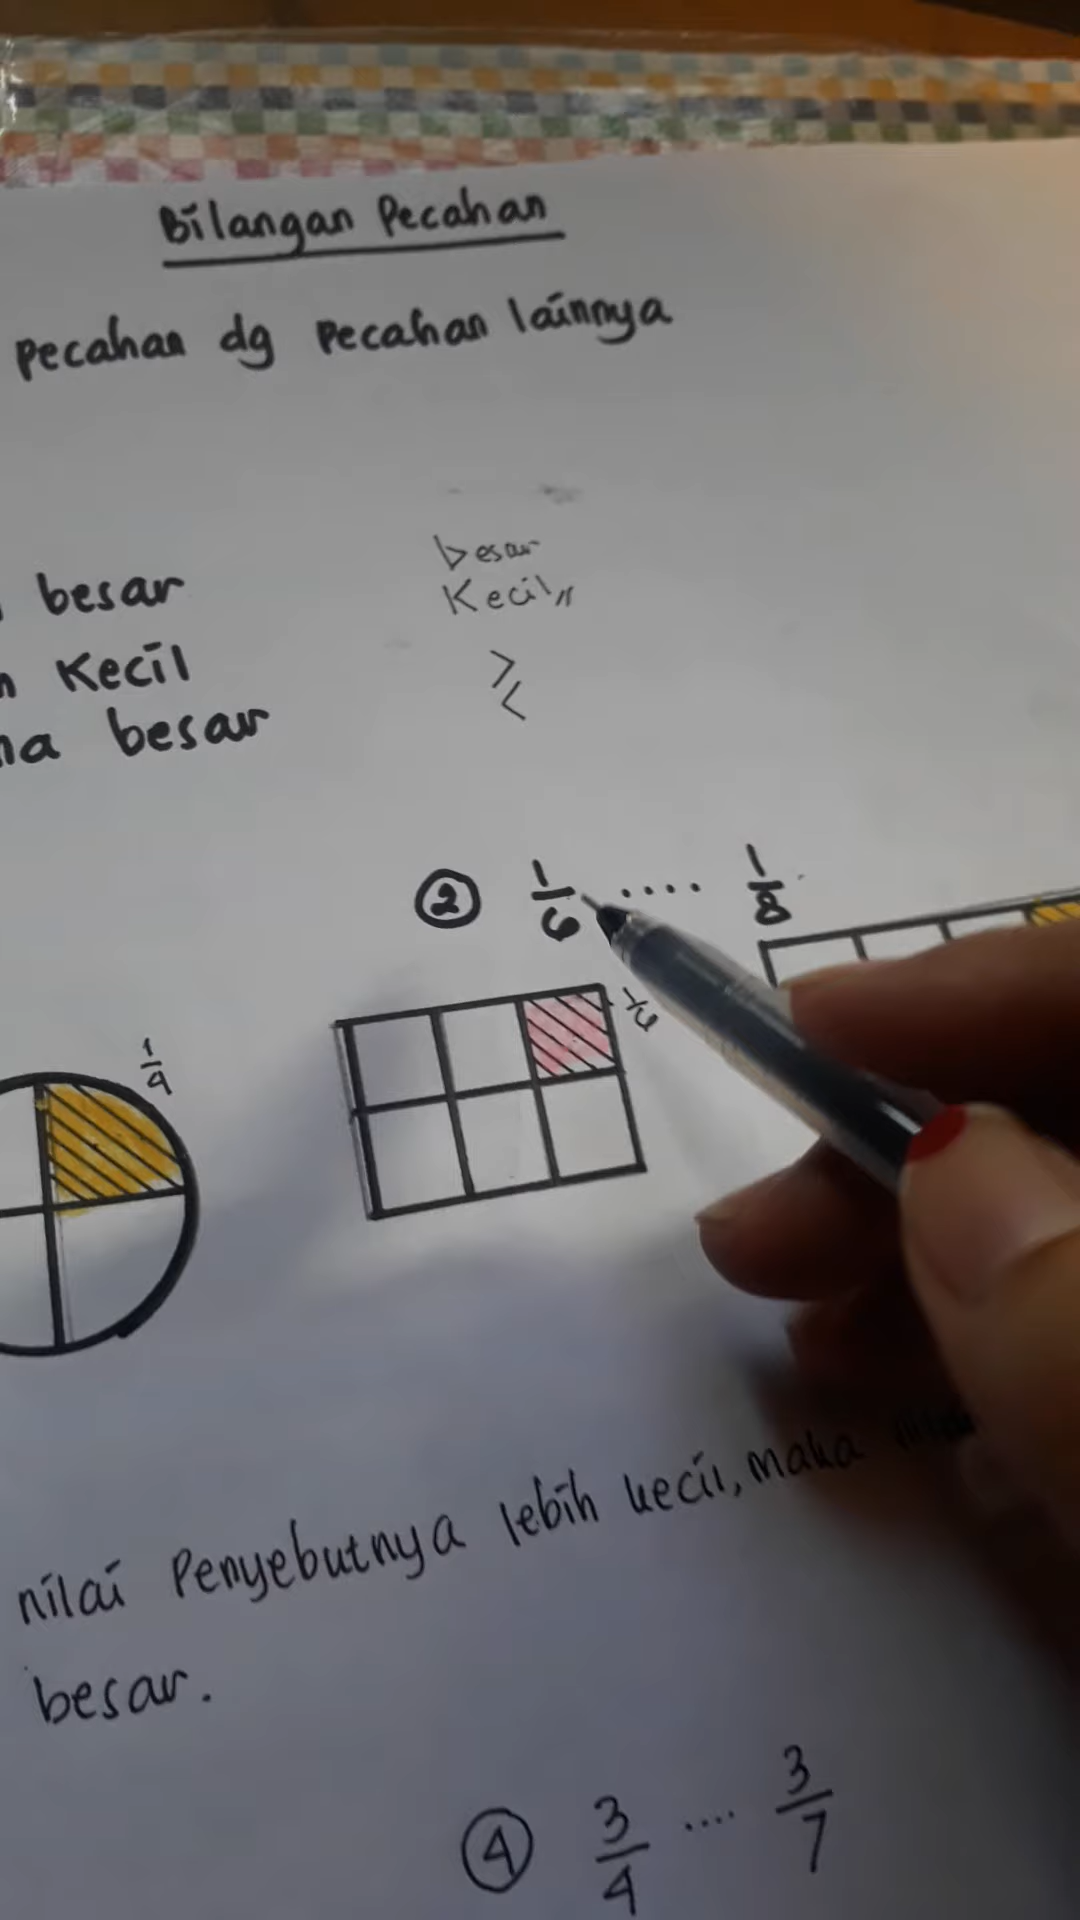 Bilangan Pecahan
Pecahan dg Pecahan lainnya
besar
Kecil
besar
besar
Kecil
>
<
② 1/6 .... 1/8
1/6
1/4
nilai Penyebutnya lebih kecil, maka
besar.
④ 3/4 .... 3/7